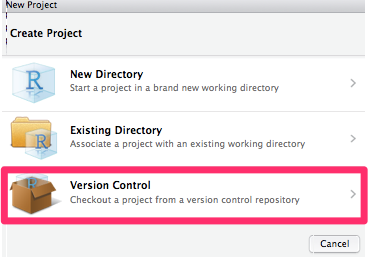 New Project
Create Project
New Directory
Start a project in a brand new working directory
Existing Directory
Associate a project with an existing working directory
Version Control
Checkout a project from a version control repository
Cancel